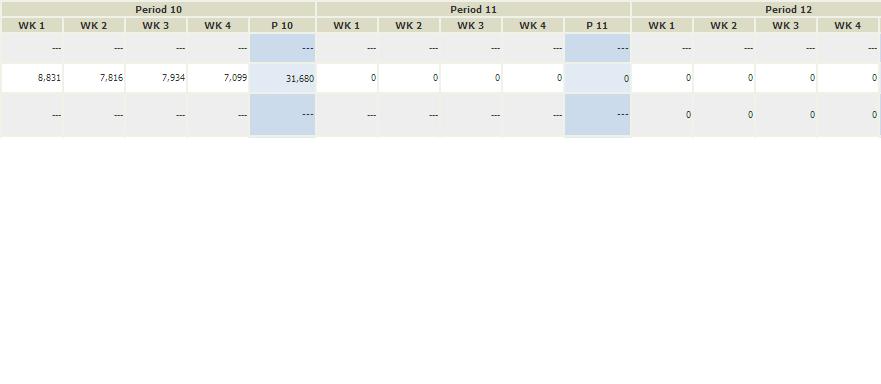 Period 10 Period 11 Period 12
WK 1 WK 2 WK 3 WK 4 P 10 WK 1 WK 2 WK 3 WK 4 P 11 WK 1 WK 2 WK 3 WK 4
--- --- --- --- --- --- --- --- --- --- --- --- --- ---
8,831 7,816 7,934 7,099 31,680 0 0 0 0 0 0 0 0 0
--- --- --- --- --- --- --- --- --- --- 0 0 0 0